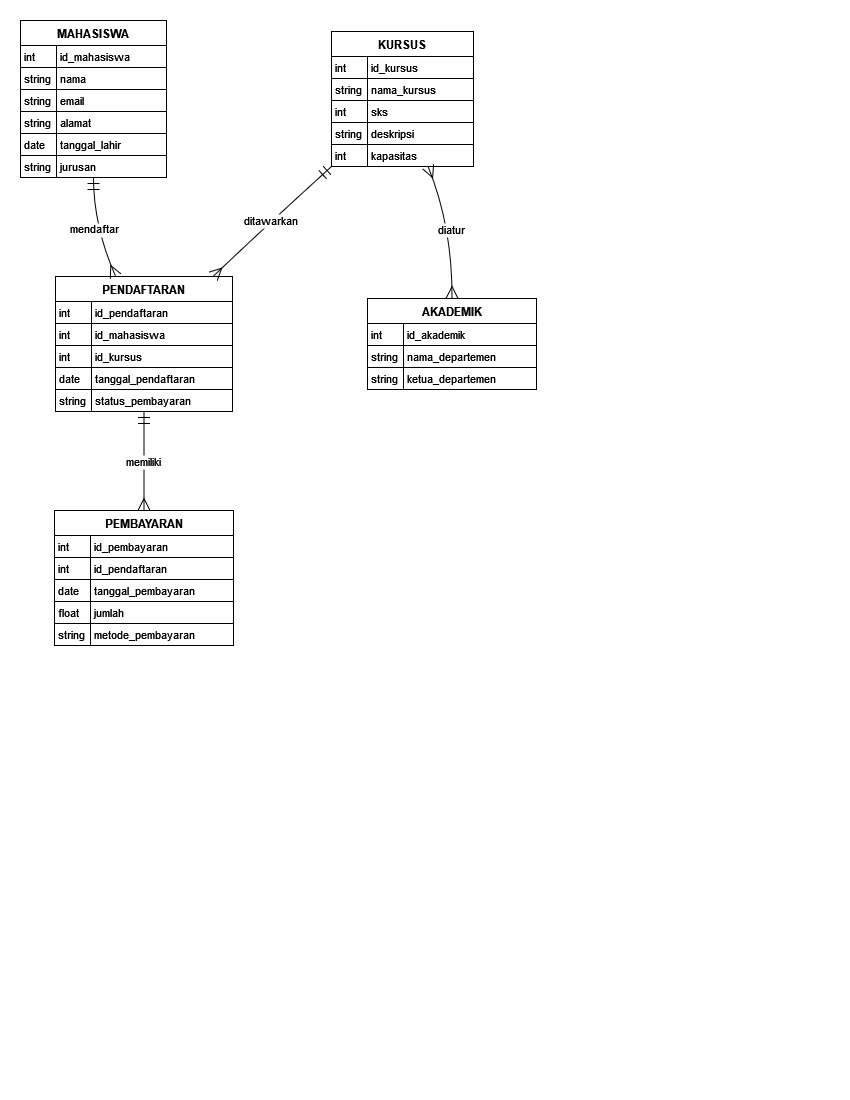 MAHASISWA
int id_mahasiswa
string nama
string email
string alamat
date tanggal_lahir
string jurusan
KURSUS
int id_kursus
string nama_kursus
int sks
string deskripsi
int kapasitas
mendaftar
ditawarkan
diatur
PENDAFTARAN
int id_pendaftaran
int id_mahasiswa
int id_kursus
date tanggal_pendaftaran
string status_pembayaran
AKADEMIK
int id_akademik
string nama_departemen
string ketua_departemen
memiliki
PEMBAYARAN
int id_pembayaran
int id_pendaftaran
date tanggal_pembayaran
float jumlah
string metode_pembayaran